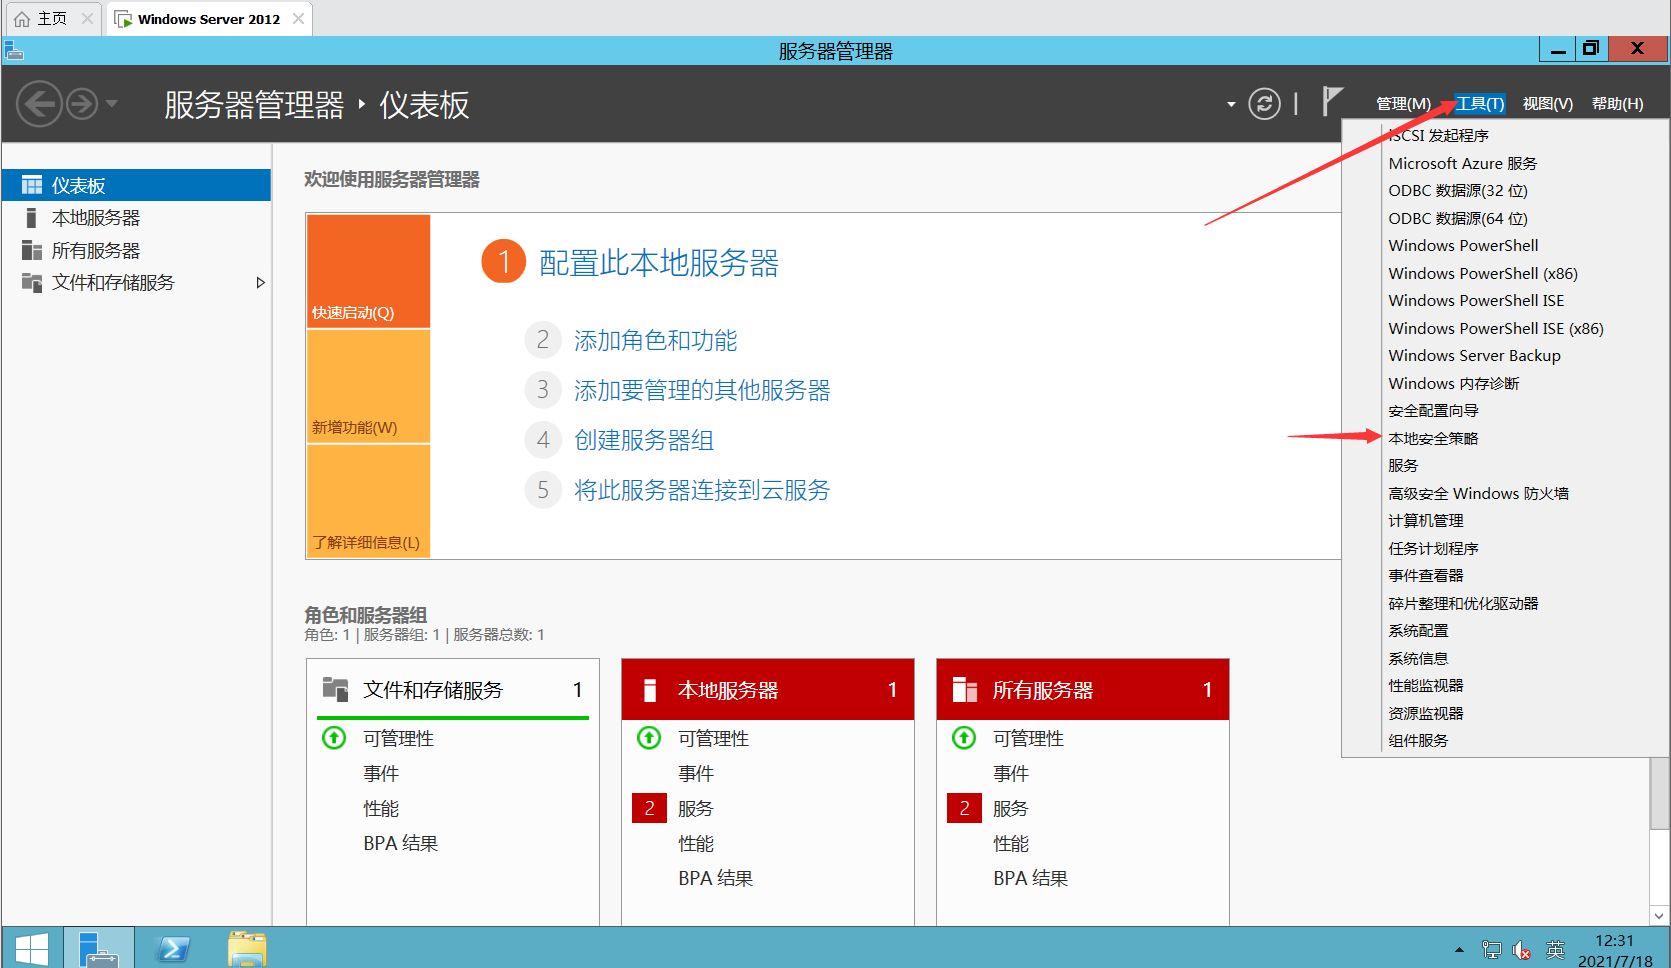 主页
Windows Server 2012
服务器管理器
服务器管理器 ‣ 仪表板
管理(M) 工具(T) 视图(V) 帮助(H)
仪表板
本地服务器
所有服务器
文件和存储服务
欢迎使用服务器管理器
快速启动(Q)
新增功能(W)
了解详细信息(L)
1 配置此本地服务器
2 添加角色和功能
3 添加要管理的其他服务器
4 创建服务器组
5 将此服务器连接到云服务
iSCSI 发起程序
Microsoft Azure 服务
ODBC 数据源(32 位)
ODBC 数据源(64 位)
Windows PowerShell
Windows PowerShell (x86)
Windows PowerShell ISE
Windows PowerShell ISE (x86)
Windows Server Backup
Windows 内存诊断
安全配置向导
本地安全策略
服务
高级安全 Windows 防火墙
计算机管理
任务计划程序
事件查看器
碎片整理和优化驱动器
系统配置
系统信息
性能监视器
资源监视器
组件服务
角色和服务器组
角色: 1 | 服务器组: 1 | 服务器总数: 1
文件和存储服务 1
可管理性
事件
性能
BPA 结果
本地服务器 1
可管理性
事件
2 服务
性能
BPA 结果
所有服务器 1
可管理性
事件
2 服务
性能
BPA 结果
英
12:31
2021/7/18